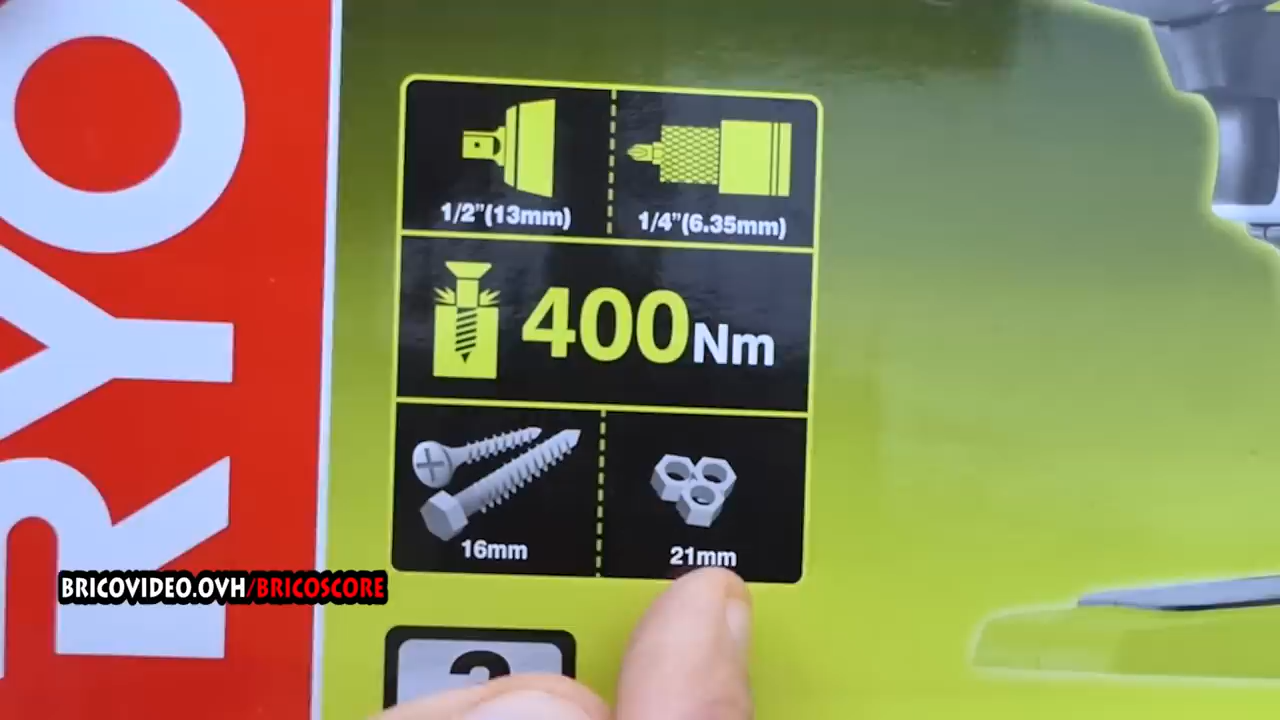 RYO
1/2"(13mm)
1/4"(6.35mm)
400Nm
16mm
21mm
BRICOVIDEO.OVH/BRICOSCORE